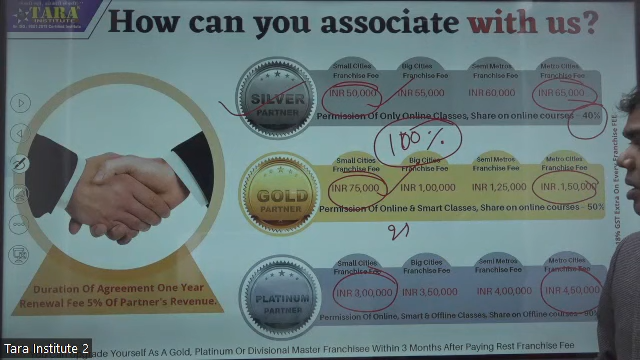 TARA
INSTITUTE
How can you associate with us?
Small Cities
Franchise Fee
Big Cities
Franchise Fee
Semi Metros
Franchise Fee
Metro Cities
Franchise Fee
SILVER
PARTNER
INR 50,000
INR 55,000
INR 60,000
INR 65,000
Permission Of Only Online Classes, Share on online courses - 40%
100%
Small Cities
Franchise Fee
Big Cities
Franchise Fee
Semi Metros
Franchise Fee
Metro Cities
Franchise Fee
GOLD
PARTNER
INR 75,000
INR 1,00,000
INR 1,25,000
INR 1,50,000
Permission Of Online & Smart Classes, Share on online courses - 50%
Small Cities
Franchise Fee
Big Cities
Franchise Fee
Semi Metros
Franchise Fee
Metro Cities
Franchise Fee
PLATINUM
PARTNER
INR 3,00,000
INR 3,50,000
INR 4,00,000
INR 4,50,000
Permission Of Online, Smart & Offline Classes, Share on online courses
18% GST Extra On Every Franchise FEE
Duration Of Agreement One Year
Renewal Fee 5% Of Partner's Revenue.
Yourself As A Gold, Platinum Or Divisional Master Franchisee Within 3 Months After Paying Rest Franchise Fee
Tara Institute 2